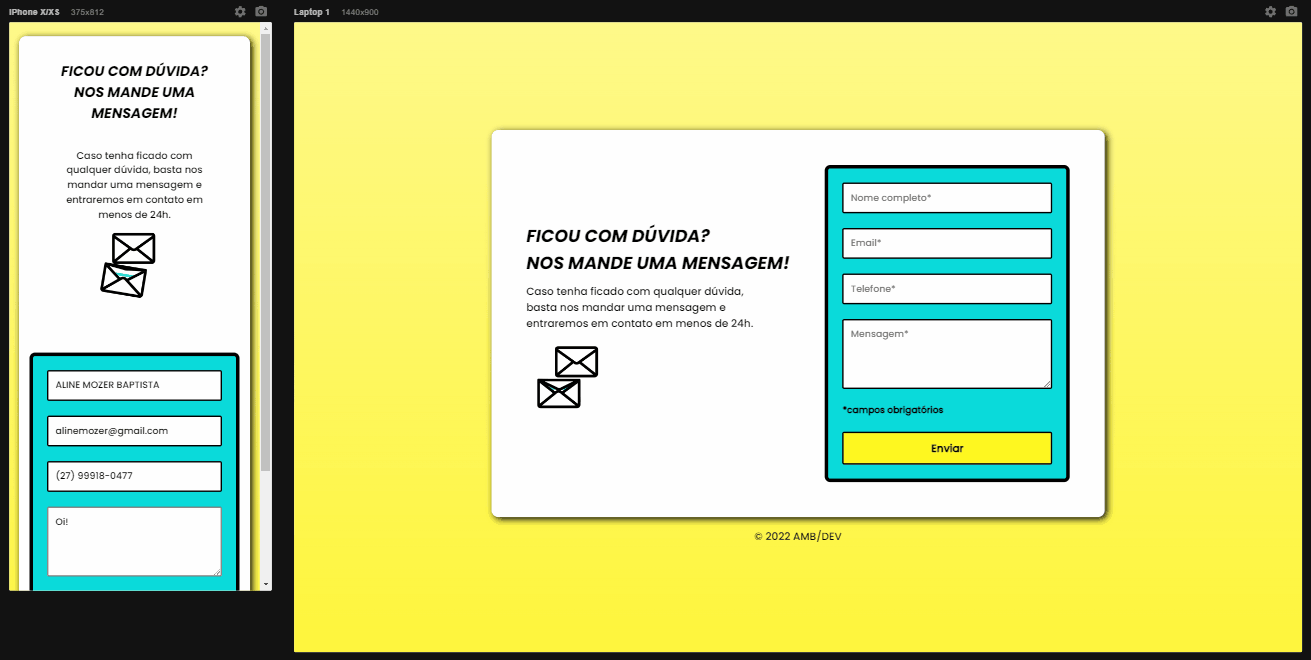 iPhone X/XS 375x812
FICOU COM DÚVIDA?
NOS MANDE UMA
MENSAGEM!
Caso tenha ficado com
qualquer dúvida, basta nos
mandar uma mensagem e
entraremos em contato em
menos de 24h.
ALINE MOZER BAPTISTA
alinemozer@gmail.com
(27) 99918-0477
Oi!
Laptop 1 1440x900
FICOU COM DÚVIDA?
NOS MANDE UMA MENSAGEM!
Caso tenha ficado com qualquer dúvida,
basta nos mandar uma mensagem e
entraremos em contato em menos de 24h.
Nome completo*
Email*
Telefone*
Mensagem*
*campos obrigatórios
Enviar
© 2022 AMB/DEV